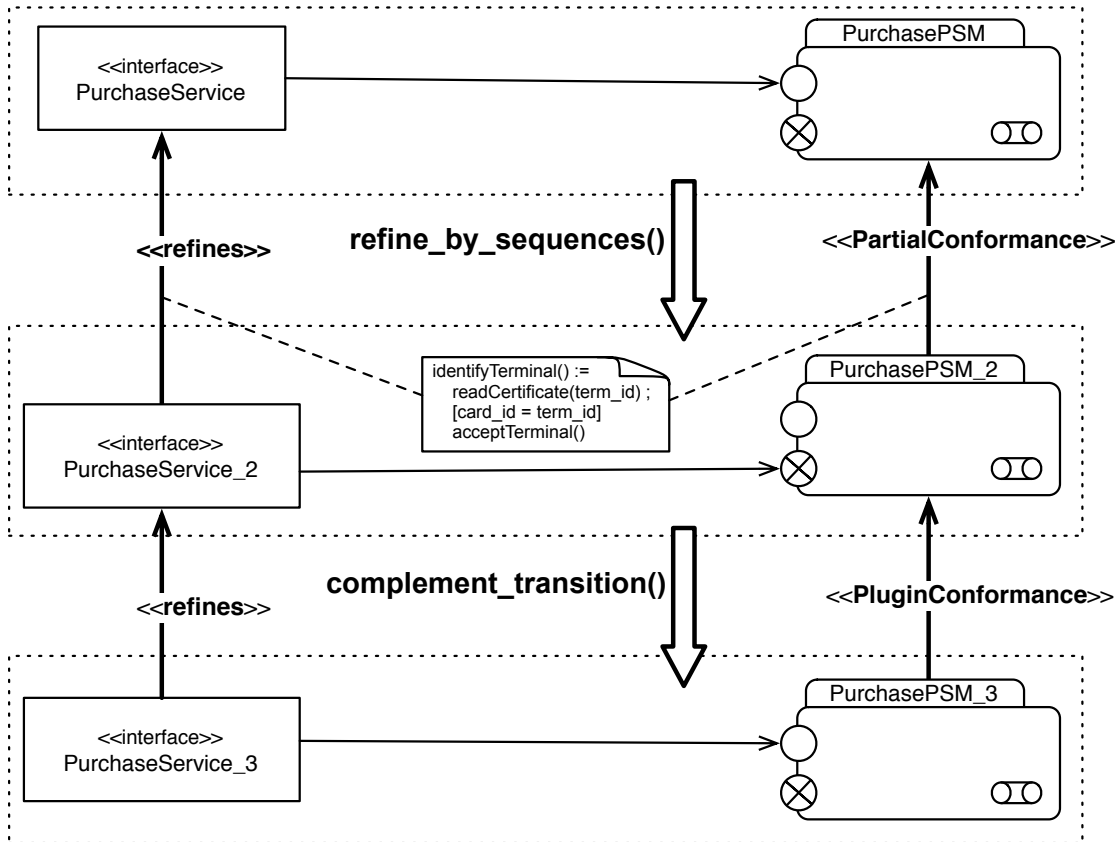 <<interface>>
PurchaseService
PurchasePSM
<<refines>>
refine_by_sequences()
<<PartialConformance>>
identifyTerminal() :=
readCertificate(term_id) ;
[card_id = term_id]
acceptTerminal()
<<interface>>
PurchaseService_2
PurchasePSM_2
<<refines>>
complement_transition()
<<PluginConformance>>
<<interface>>
PurchaseService_3
PurchasePSM_3